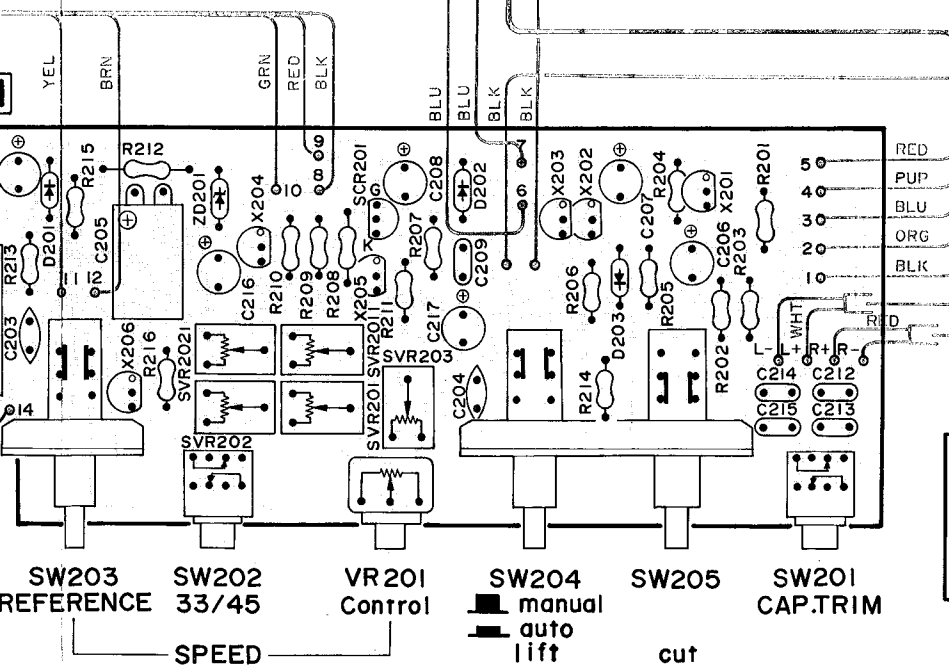 YEL
BRN
GRN
RED
BLK
BLU
BLU
BLK
BLK
RED
PUP
BLU
ORG
BLK
WHT
RED
9
8
10
7
6
5
4
3
2
1
11 12
14
R215
R212
D201
R213
C203
C205
ZD201
X204
C216
R210
R209
R208
SCR201
G
K
X205
R211
R207
C208
D202
C209
C217
X203
X202
R204
C207
X201
R201
R206
D203
R205
C206
R203
R202
X206
R216
SVR2021
SVR2011
SVR203
SVR201
SVR202
C204
R214
L- L+ R+ R-
C214
C212
C215
C213
SW203 SW202 VR201 SW204 SW205 SW201
REFERENCE 33/45 Control manual CAP.TRIM
auto
SPEED lift cut